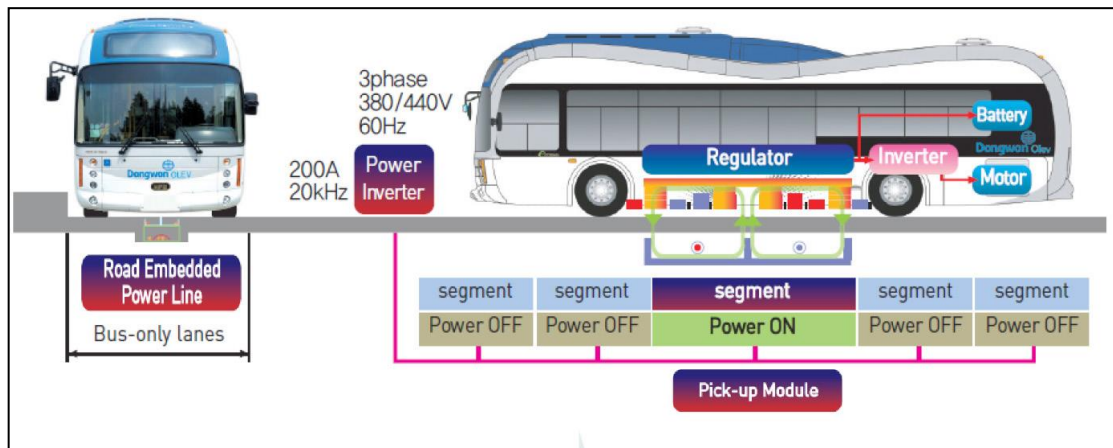 3phase
380/440V
60Hz
200A
20kHz
Power
Inverter
Dongwon OLEV
Road Embedded
Power Line
Bus-only lanes
Regulator
Battery
Dongwon Olev
Inverter
Motor
segment segment segment segment segment
Power OFF Power OFF Power ON Power OFF Power OFF
Pick-up Module